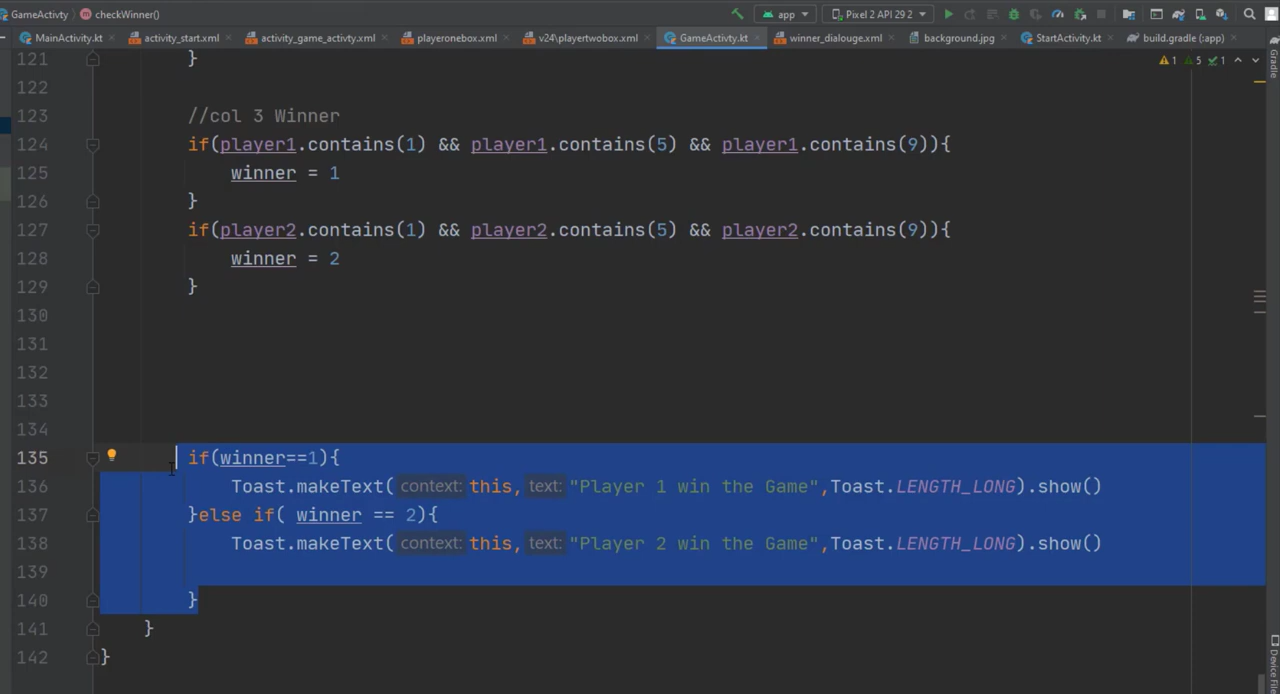 GameActivty
checkWinner()
app
Pixel 2 API 29 2
MainActivity.kt
activity_start.xml
activity_game_activty.xml
playeronebox.xml
v24\playertwobox.xml
GameActivty.kt
winner_dialouge.xml
background.jpg
StartActivity.kt
build.gradle (:app)
Gradle
1 5 1
121 }
122
123 //col 3 Winner
124 if(player1.contains(1) && player1.contains(5) && player1.contains(9)){
125 winner = 1
126 }
127 if(player2.contains(1) && player2.contains(5) && player2.contains(9)){
128 winner = 2
129 }
130
131
132
133
134
135 if(winner==1){
136 Toast.makeText( context: this, text: "Player 1 win the Game",Toast.LENGTH_LONG).show()
137 }else if( winner == 2){
138 Toast.makeText( context: this, text: "Player 2 win the Game",Toast.LENGTH_LONG).show()
139
140 }
141 }
142 }